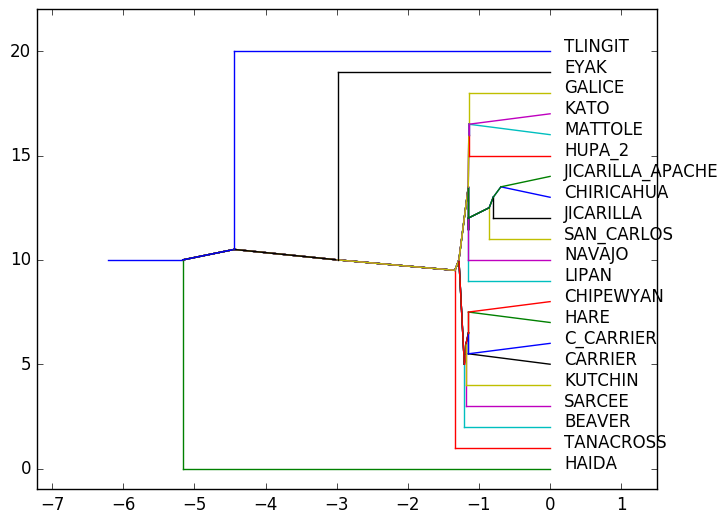 20
15
10
5
0
TLINGIT
EYAK
GALICE
KATO
MATTOLE
HUPA_2
JICARILLA_APACHE
CHIRICAHUA
JICARILLA
SAN_CARLOS
NAVAJO
LIPAN
CHIPEWYAN
HARE
C_CARRIER
CARRIER
KUTCHIN
SARCEE
BEAVER
TANACROSS
HAIDA
−7 −6 −5 −4 −3 −2 −1 0 1